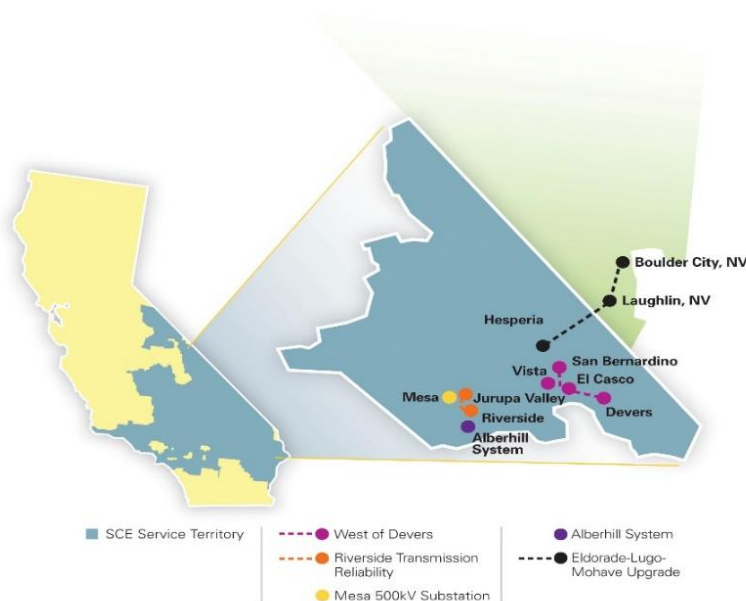 Boulder City, NV
Laughlin, NV
Hesperia
San Bernardino
Vista
El Casco
Mesa
Jurupa Valley
Devers
Riverside
Alberhill
System
SCE Service Territory
West of Devers
Riverside Transmission
Reliability
Mesa 500kV Substation
Alberhill System
Eldorade-Lugo-
Mohave Upgrade